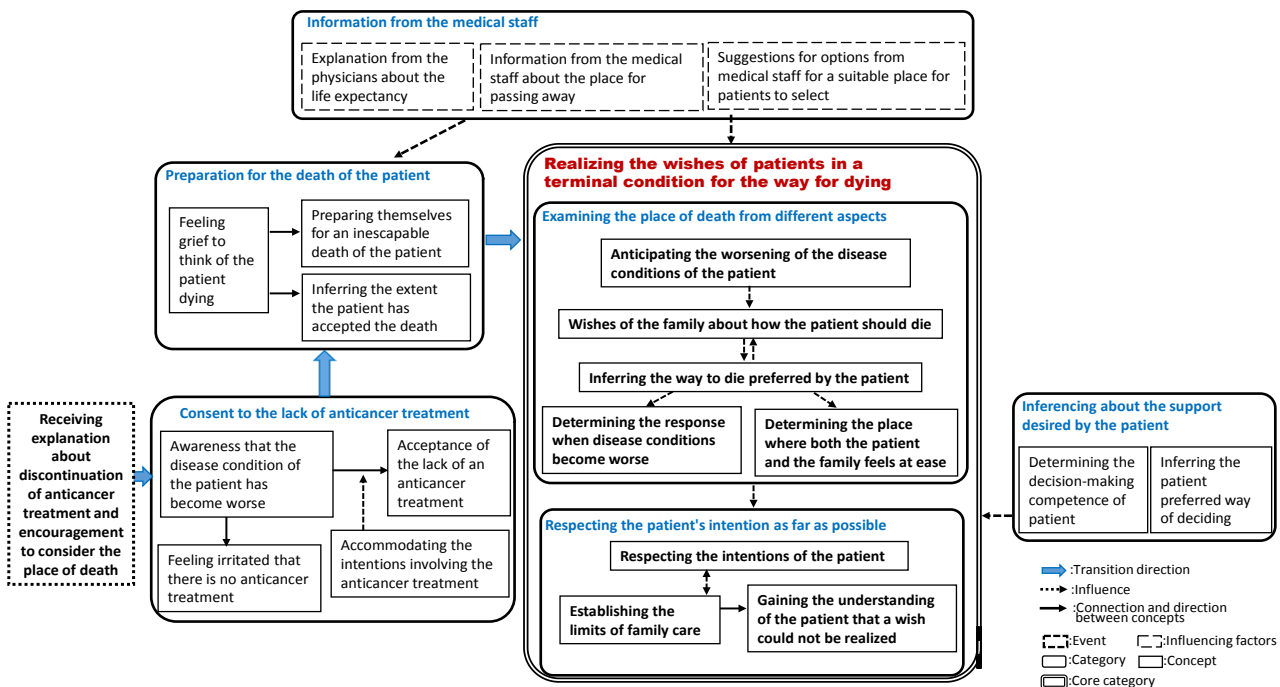 Information from the medical staff
Explanation from the
physicians about the
life expectancy
Information from the medical
staff about the place for
passing away
Suggestions for options from
medical staff for a suitable place for
patients to select
Preparation for the death of the patient
Feeling
grief to
think of the
patient
dying
Preparing themselves
for an inescapable
death of the patient
Inferring the extent
the patient has
accepted the death
Realizing the wishes of patients in a
terminal condition for the way for dying
Examining the place of death from different aspects
Anticipating the worsening of the disease
conditions of the patient
Wishes of the family about how the patient should die
Inferring the way to die preferred by the patient
Determining the response
when disease conditions
become worse
Determining the place
where both the patient
and the family feels at ease
Respecting the patient's intention as far as possible
Respecting the intentions of the patient
Establishing the
limits of family care
Gaining the understanding
of the patient that a wish
could not be realized
Receiving
explanation
about
discontinuation
of anticancer
treatment and
encouragement
to consider the
place of death
Consent to the lack of anticancer treatment
Awareness that the
disease condition of
the patient has
become worse
Acceptance of
the lack of an
anticancer
treatment
Feeling irritated that
there is no anticancer
treatment
Accommodating the
intentions involving the
anticancer treatment
Inferencing about the support
desired by the patient
Determining the
decision-making
competence of
patient
Inferring the
patient
preferred way
of deciding
:Transition direction
:Influence
:Connection and direction
between concepts
:Event
:Influencing factors
:Category
:Concept
:Core category